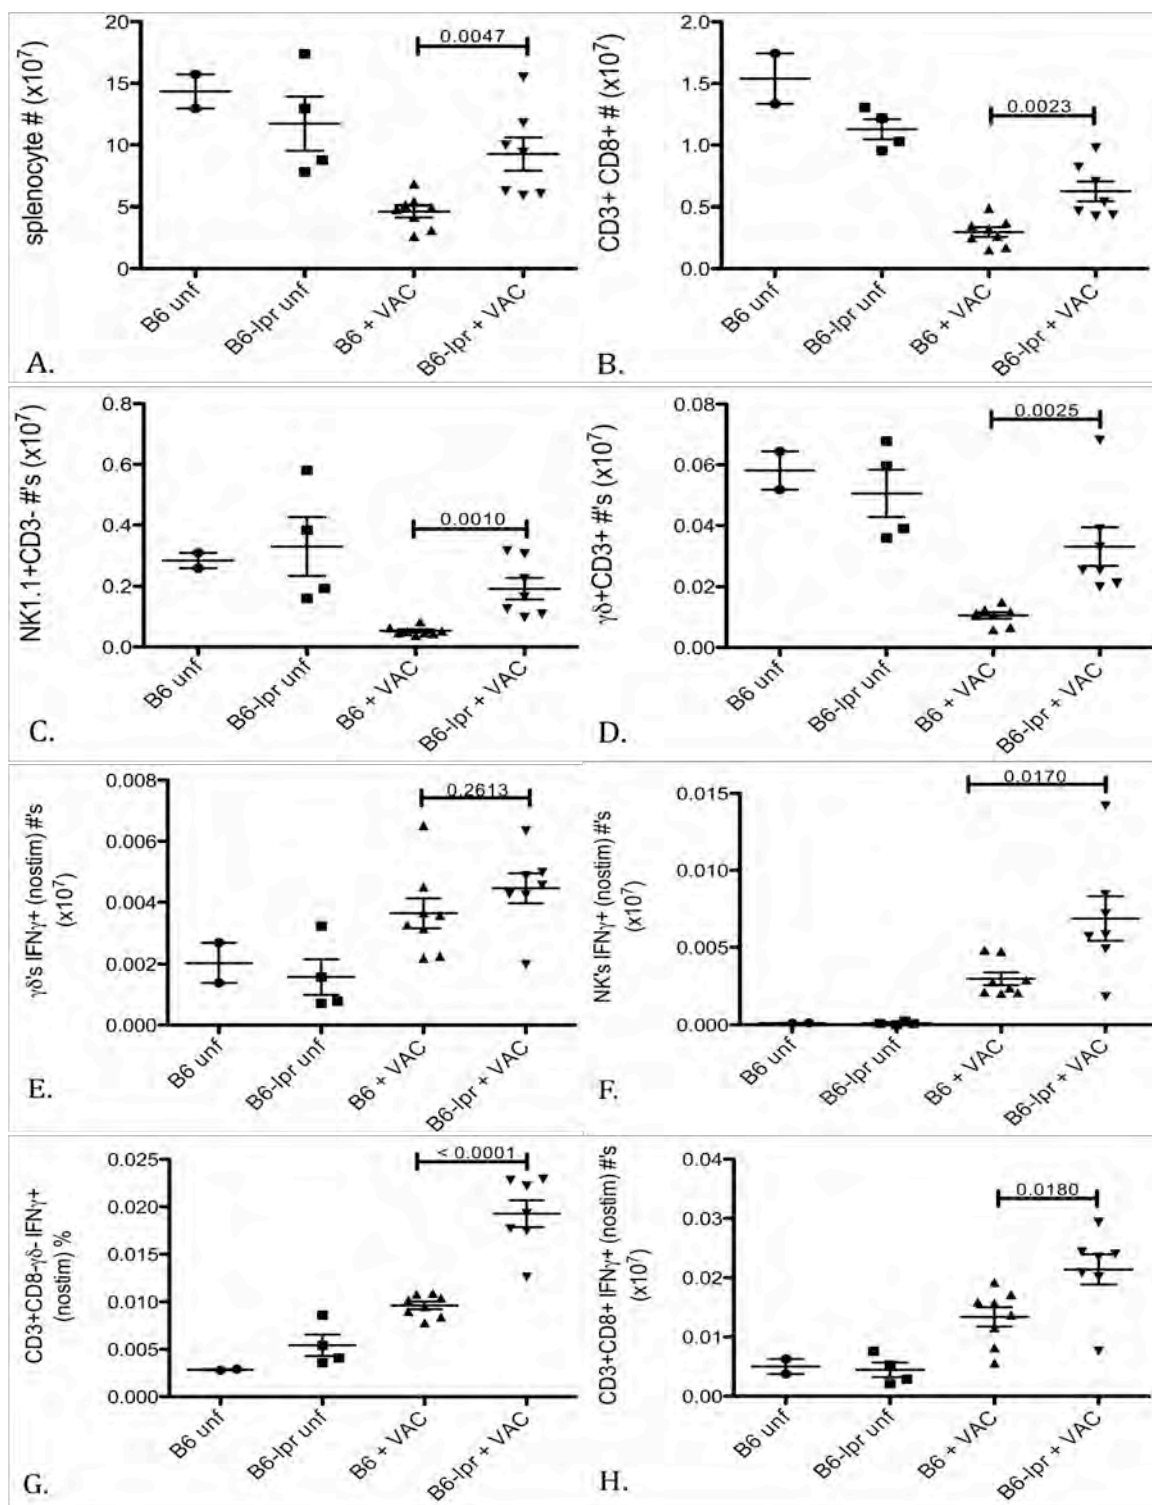 splenocyte # (x10⁷)
20
15
10
5
0
0.0047
B6 unf
B6-lpr unf
B6 + VAC
B6-lpr + VAC
A.
CD3+ CD8+ # (x10⁷)
2.0
1.5
1.0
0.5
0.0
0.0023
B6 unf
B6-lpr unf
B6 + VAC
B6-lpr + VAC
B.
NK1.1+CD3- #'s (x10⁷)
0.8
0.6
0.4
0.2
0.0
0.0010
B6 unf
B6-lpr unf
B6 + VAC
B6-lpr + VAC
C.
γδ+CD3+ #'s (x10⁷)
0.08
0.06
0.04
0.02
0.00
0.0025
B6 unf
B6-lpr unf
B6 + VAC
B6-lpr + VAC
D.
γδ's IFNγ+ (nostim) #'s
(x10⁷)
0.008
0.006
0.004
0.002
0.000
0.2613
B6 unf
B6-lpr unf
B6 + VAC
B6-lpr + VAC
E.
NK's IFNγ+ (nostim) #'s
(x10⁷)
0.015
0.010
0.005
0.000
0.0170
B6 unf
B6-lpr unf
B6 + VAC
B6-lpr + VAC
F.
CD3+CD8-γδ- IFNγ+
(nostim) %
0.025
0.020
0.015
0.010
0.005
0.000
< 0.0001
B6 unf
B6-lpr unf
B6 + VAC
B6-lpr + VAC
G.
CD3+CD8+ IFNγ+ (nostim) #'s
(x10⁷)
0.04
0.03
0.02
0.01
0.00
0.0180
B6 unf
B6-lpr unf
B6 + VAC
B6-lpr + VAC
H.